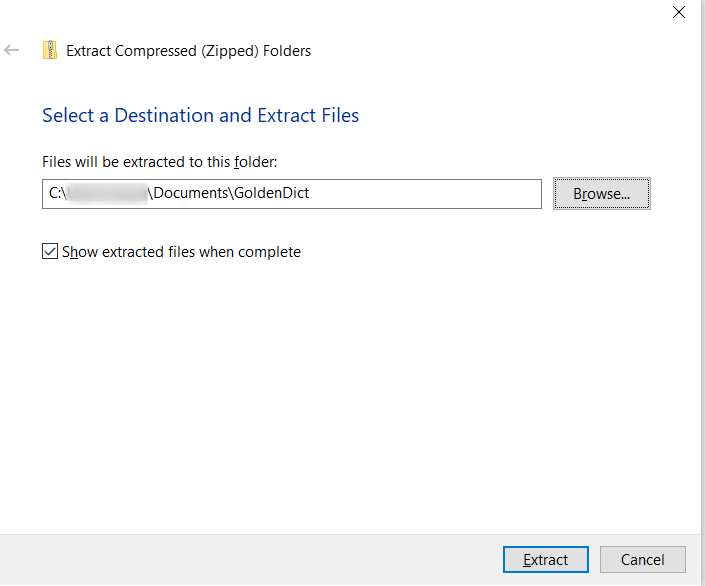 Extract Compressed (Zipped) Folders
Select a Destination and Extract Files
Files will be extracted to this folder:
C:\ \Documents\GoldenDict
Browse...
Show extracted files when complete
Extract
Cancel